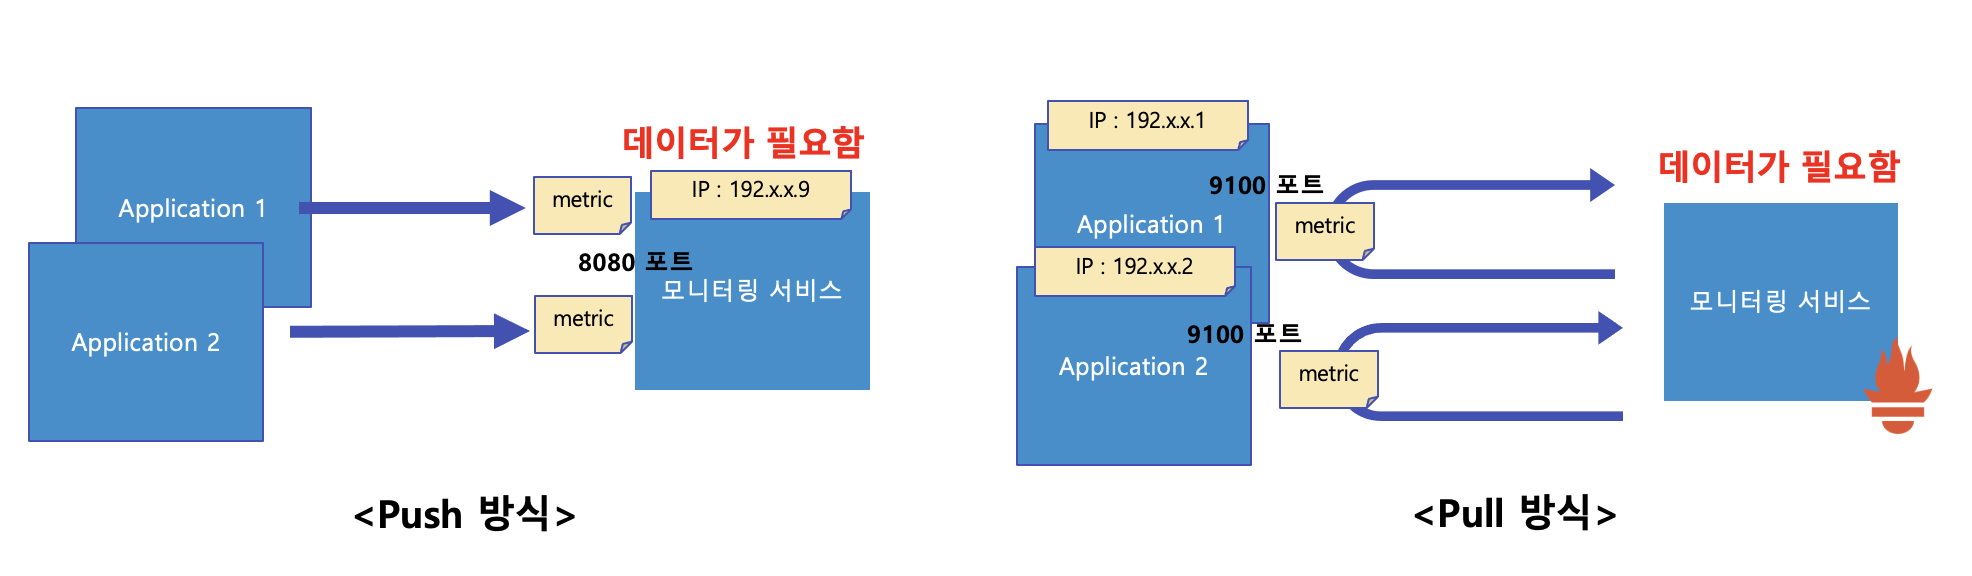 데이터가 필요함
IP : 192.x.x.9
metric
Application 1
8080 포트
모니터링 서비스
metric
Application 2
<Push 방식>
IP : 192.x.x.1
데이터가 필요함
9100 포트
Application 1
metric
IP : 192.x.x.2
모니터링 서비스
9100 포트
Application 2
metric
<Pull 방식>